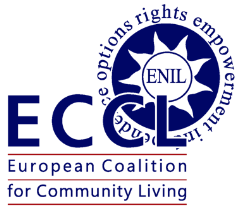 options rights empowerment
ENIL
ECCL
European Coalition
for Community Living